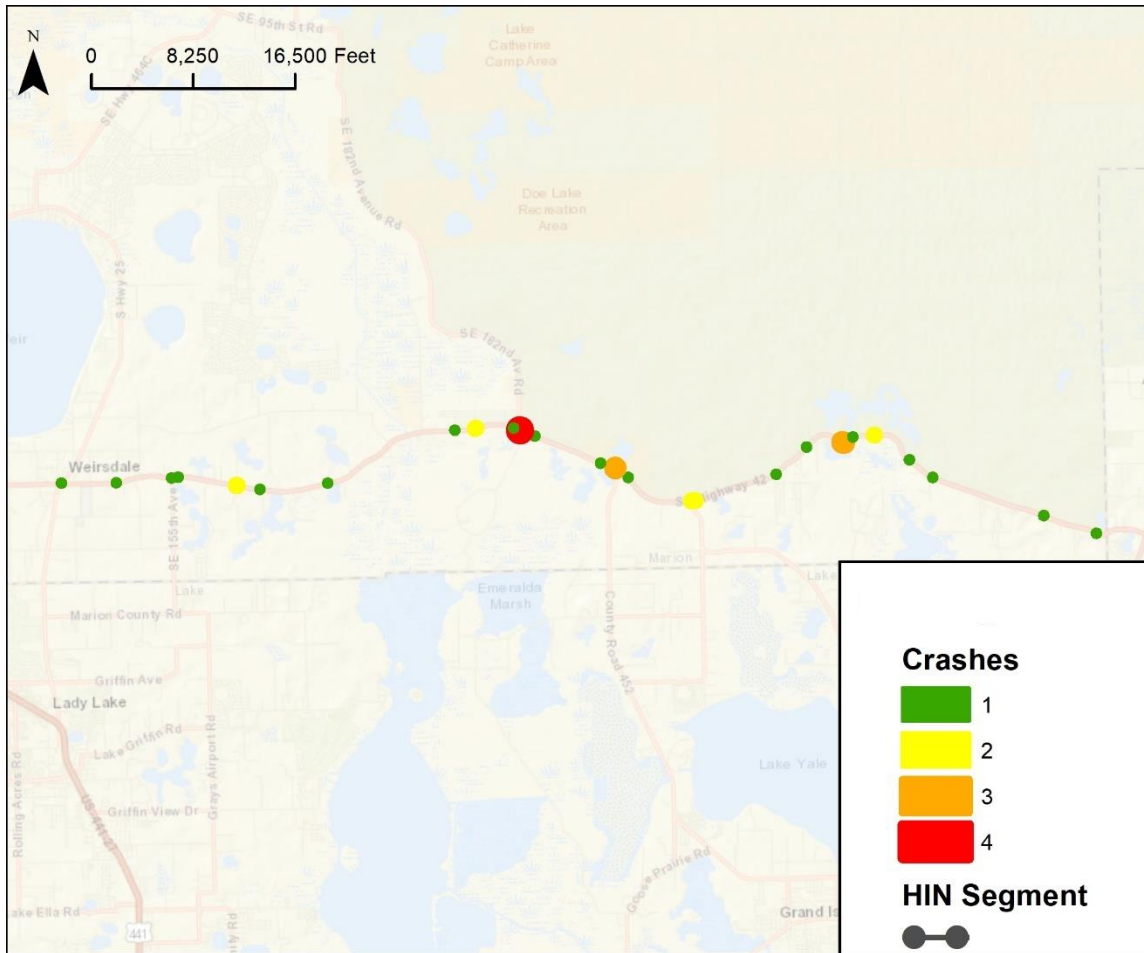 SE 95th St Rd
Lake
Catherine
Camp Area
N
0 8,250 16,500 Feet
SE Hwy 464C
SE 182nd Avenue Rd
Doe Lake
Recreation
Area
S Hwy 25
eir
SE 182nd Av Rd
Weirsdale
SE 155th Ave
Highway 42
Marion
Lake
Lake
Emeralda
Marsh
Marion County Rd
County Road 452
Griffin Ave
Lady Lake
Lake Griffin Rd
Grays Airport Rd
Rolling Acres Rd
US 441-27
Griffin View Dr
Lake Yale
Goose Prairie Rd
Lake Ella Rd
441
nty Rd
Grand Is
Crashes
1
2
3
4
HIN Segment